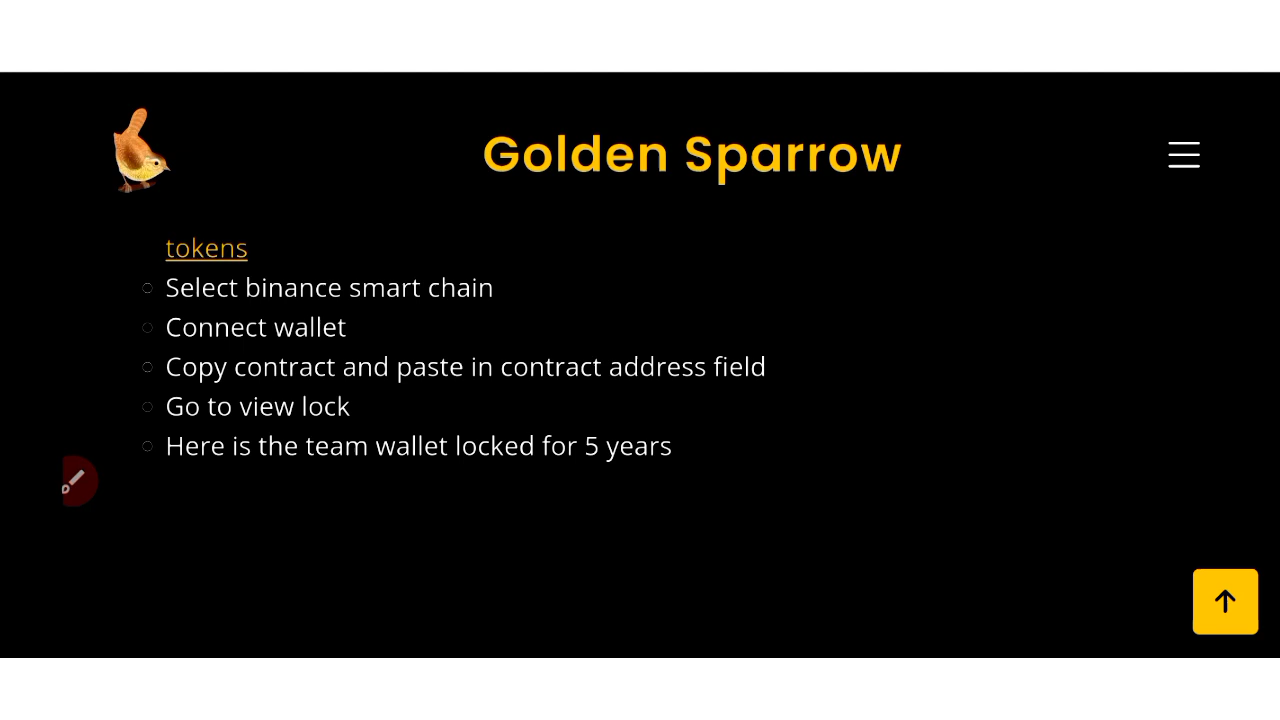 Golden Sparrow
tokens
Select binance smart chain
Connect wallet
Copy contract and paste in contract address field
Go to view lock
Here is the team wallet locked for 5 years